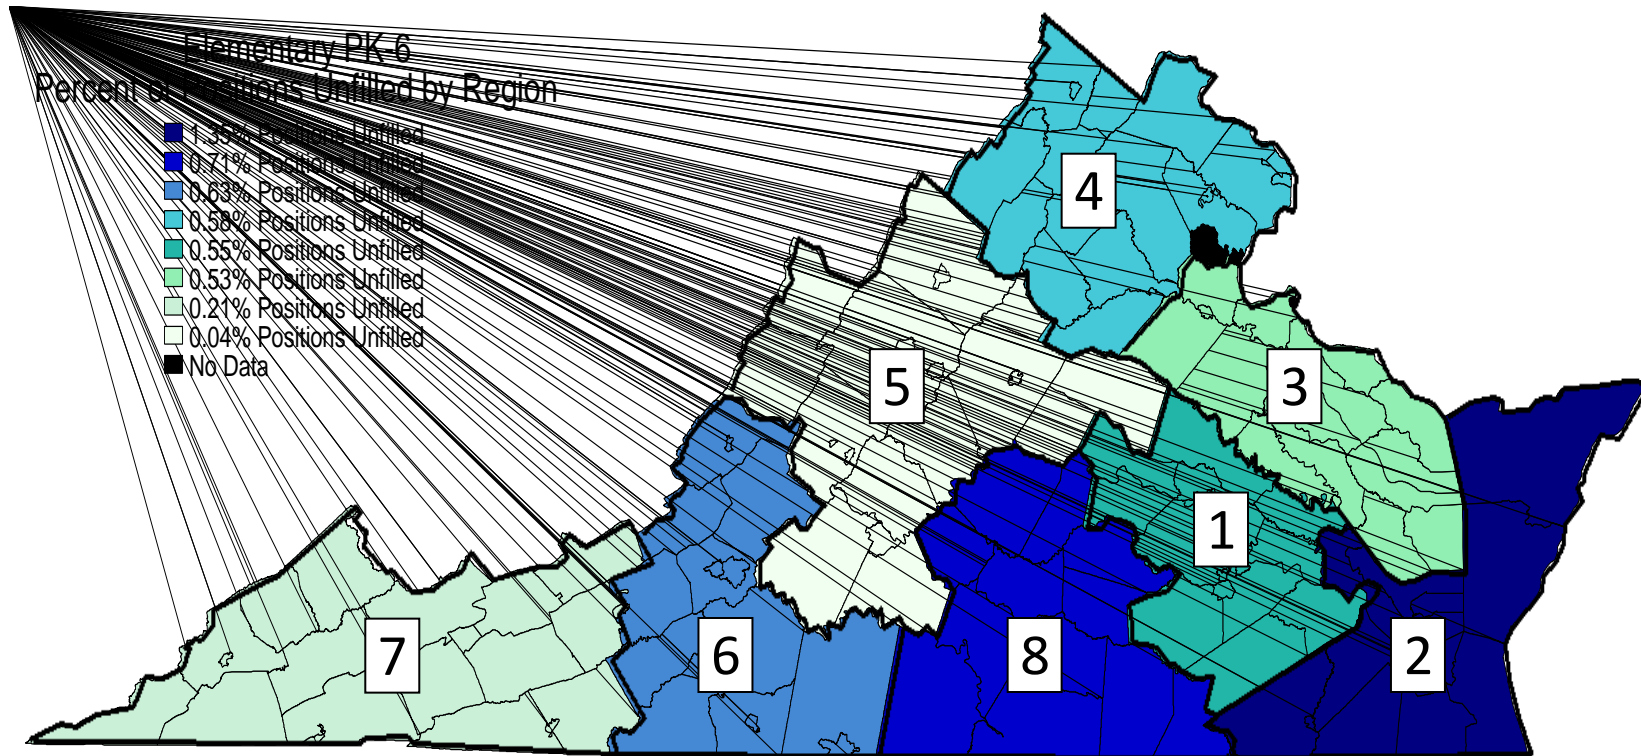 Elementary PK-6
Percent of Positions Unfilled by Region
1.35% Positions Unfilled
0.71% Positions Unfilled
0.63% Positions Unfilled
0.58% Positions Unfilled
0.55% Positions Unfilled
0.53% Positions Unfilled
0.21% Positions Unfilled
0.04% Positions Unfilled
No Data
4
5
3
1
7
6
8
2